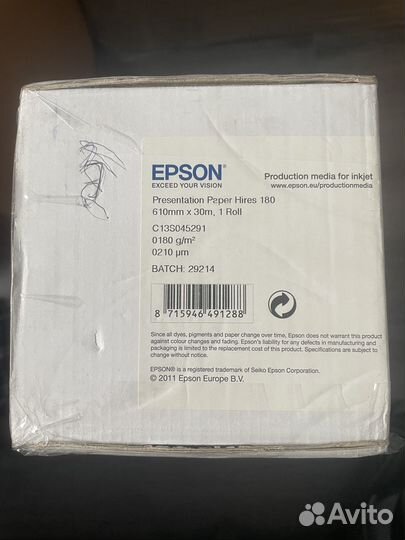 EPSON®
EXCEED YOUR VISION
Production media for inkjet
www.epson.eu/productionmedia
Presentation Paper Hires 180
610mm x 30m, 1 Roll
C13S045291
0180 g/m²
0210 µm
BATCH: 29214
8 715946 491288
Since all dyes, pigments and paper change over time, Epson does not warrant this product
against colour changes and fading. Epson's liability for any defects in manufacturing and
packaging is limited to the replacement cost of this product. Specifications are subject to
change without notice.
EPSON® is a registered trademark of Seiko Epson Corporation.
© 2011 Epson Europe B.V.
Avito